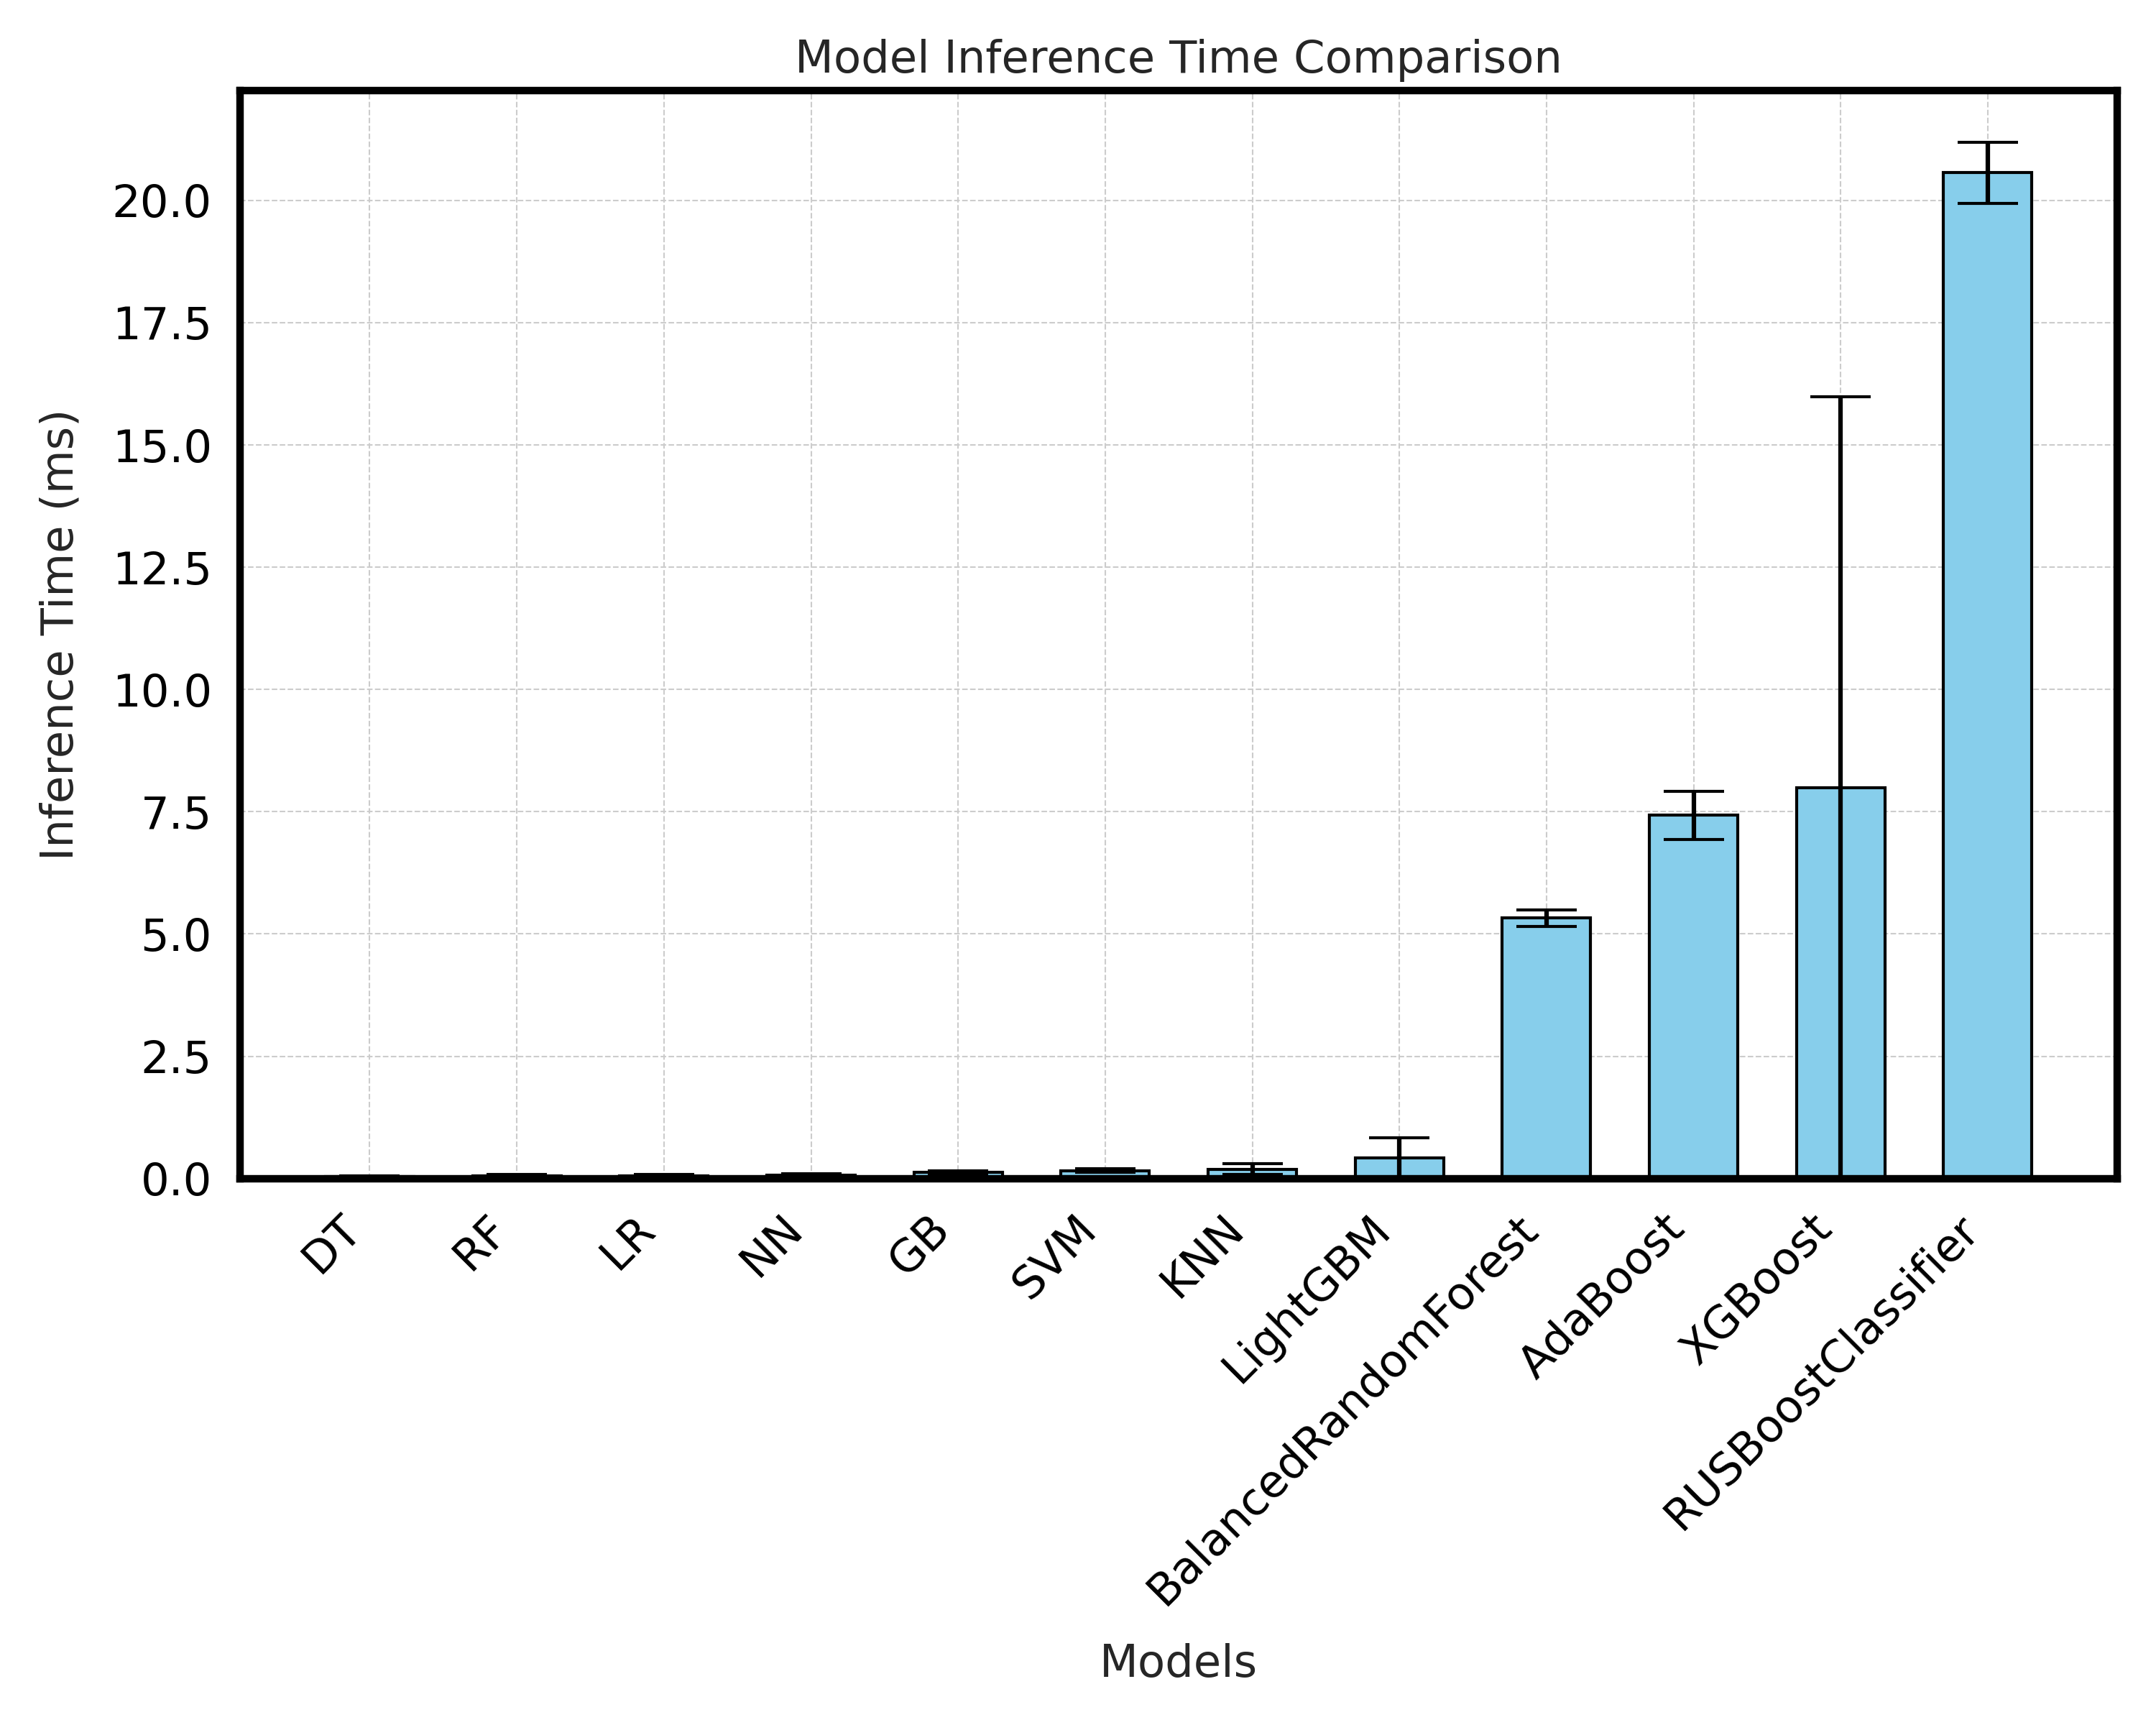 Model Inference Time Comparison
Inference Time (ms)
20.0
17.5
15.0
12.5
10.0
7.5
5.0
2.5
0.0
DT
RF
LR
NN
GB
SVM
KNN
LightGBM
BalancedRandomForest
AdaBoost
XGBoost
RUSBoostClassifier
Models